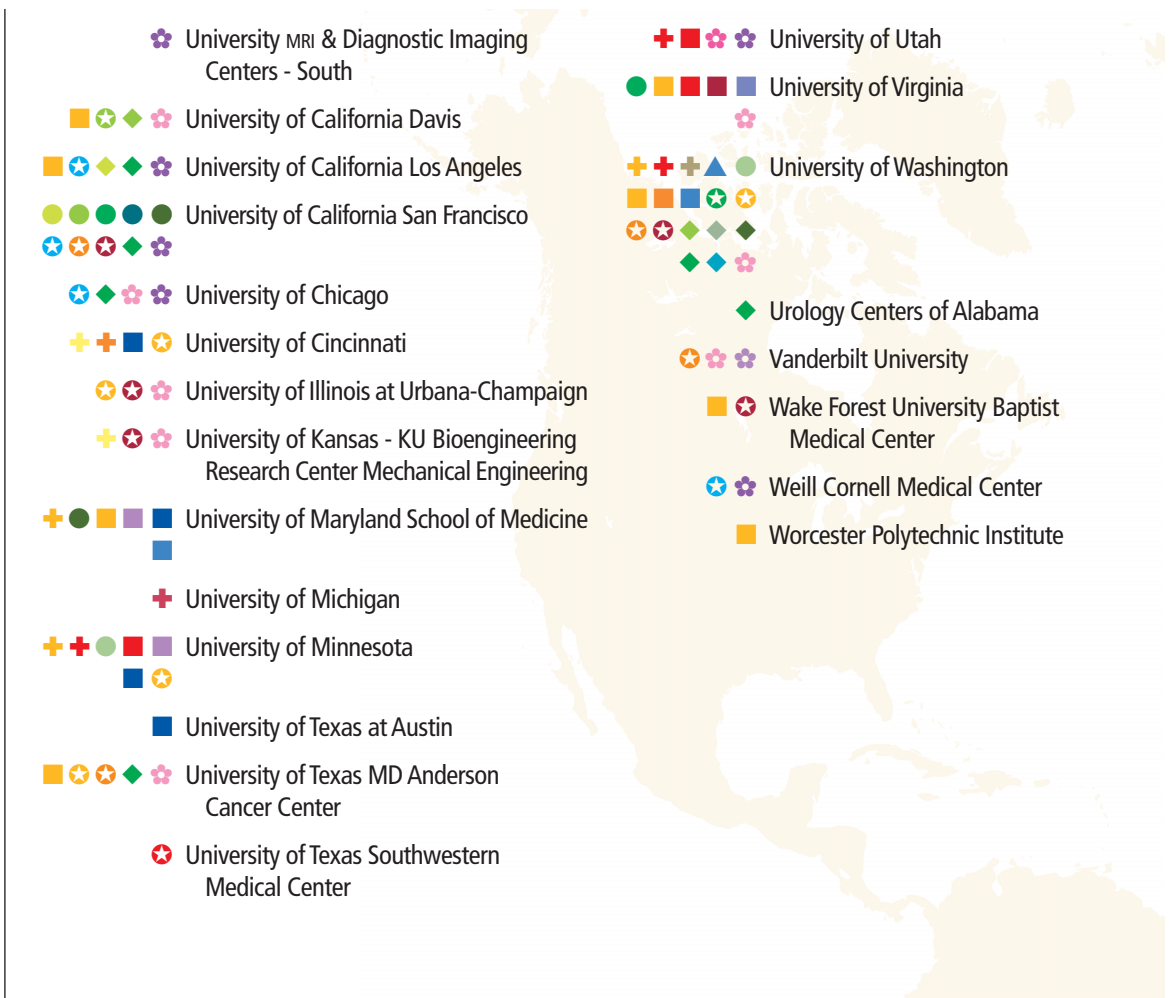 University MRI & Diagnostic Imaging
Centers - South
University of California Davis
University of California Los Angeles
University of California San Francisco
University of Chicago
University of Cincinnati
University of Illinois at Urbana-Champaign
University of Kansas - KU Bioengineering
Research Center Mechanical Engineering
University of Maryland School of Medicine
University of Michigan
University of Minnesota
University of Texas at Austin
University of Texas MD Anderson
Cancer Center
University of Texas Southwestern
Medical Center
University of Utah
University of Virginia
University of Washington
Urology Centers of Alabama
Vanderbilt University
Wake Forest University Baptist
Medical Center
Weill Cornell Medical Center
Worcester Polytechnic Institute